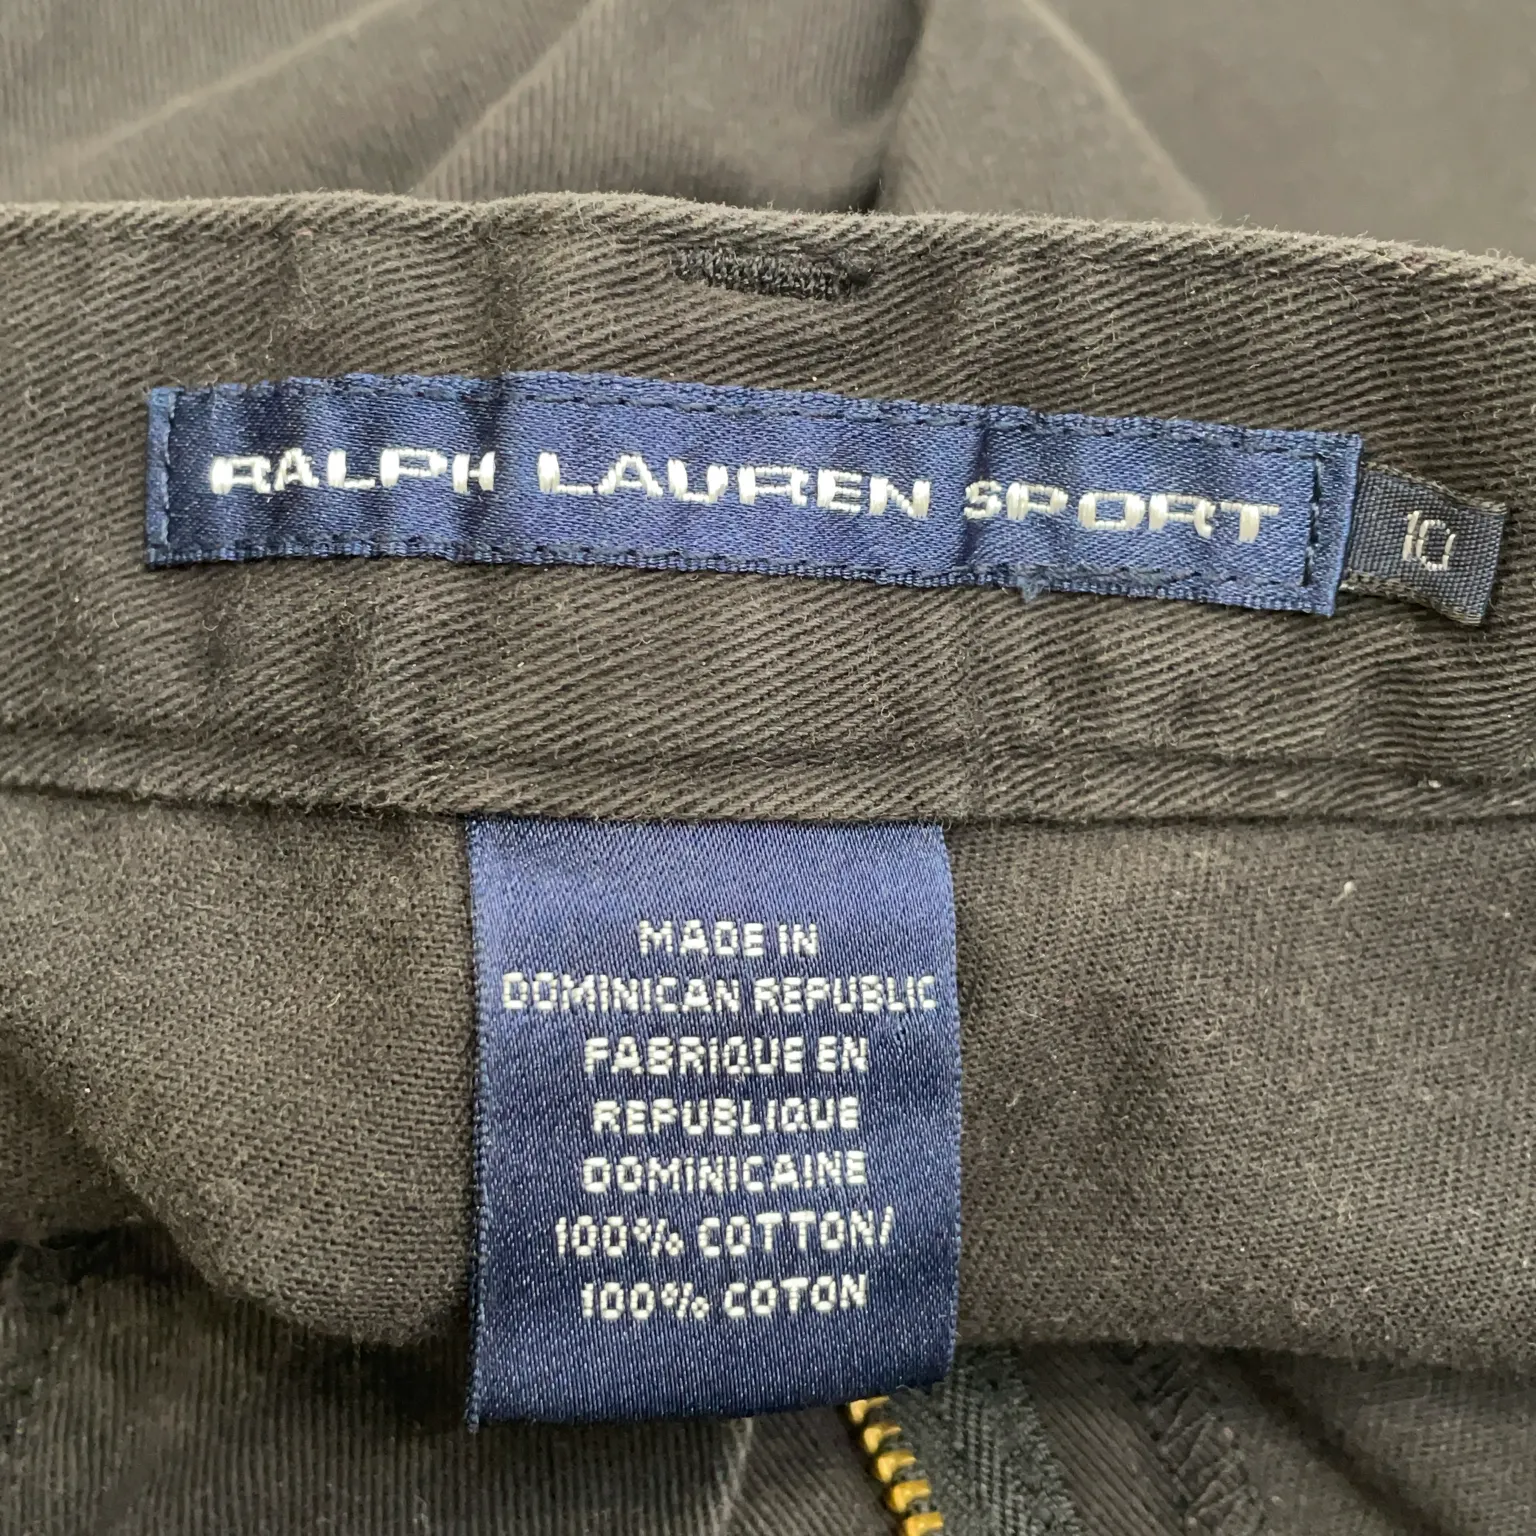 RALPH LAUREN SPORT
10
MADE IN
DOMINICAN REPUBLIC
FABRIQUE EN
REPUBLIQUE
DOMINICAINE
100% COTTON/
100% COTON